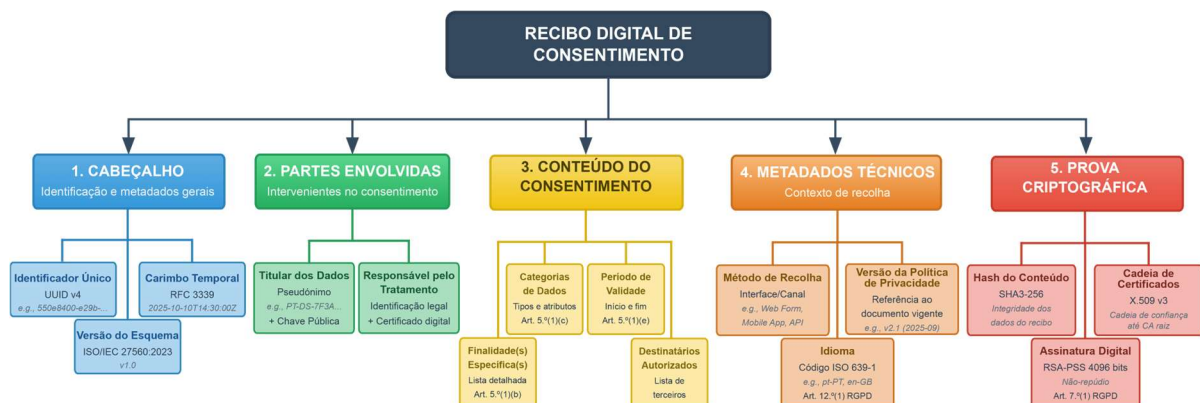 RECIBO DIGITAL DE
CONSENTIMENTO
1. CABEÇALHO
Identificação e metadados gerais
Identificador Único
UUID v4
e.g., 550e8400-e29b-...
Carimbo Temporal
RFC 3339
2025-10-10T14:30:00Z
Versão do Esquema
ISO/IEC 27560:2023
v1.0
2. PARTES ENVOLVIDAS
Intervenientes no consentimento
Titular dos Dados
Pseudónimo
e.g., PT-DS-7F3A...
+ Chave Pública
Responsável pelo
Tratamento
Identificação legal
+ Certificado digital
3. CONTEÚDO DO
CONSENTIMENTO
Categorias
de Dados
Tipos e atributos
Art. 5.º(1)(c)
Período de
Validade
Início e fim
Art. 5.º(1)(e)
Finalidade(s)
Específica(s)
Lista detalhada
Art. 5.º(1)(b)
Destinatários
Autorizados
Lista de
terceiros
4. METADADOS TÉCNICOS
Contexto de recolha
Método de Recolha
Interface/Canal
e.g., Web Form,
Mobile App, API
Versão da Política
de Privacidade
Referência ao
documento vigente
e.g., v2.1 (2025-09)
Idioma
Código ISO 639-1
e.g., pt-PT, en-GB
Art. 12.º(1) RGPD
5. PROVA
CRIPTOGRÁFICA
Hash do Conteúdo
SHA3-256
Integridade dos
dados do recibo
Cadeia de
Certificados
X.509 v3
Cadeia de confiança
até CA raiz
Assinatura Digital
RSA-PSS 4096 bits
Não-repúdio
Art. 7.º(1) RGPD